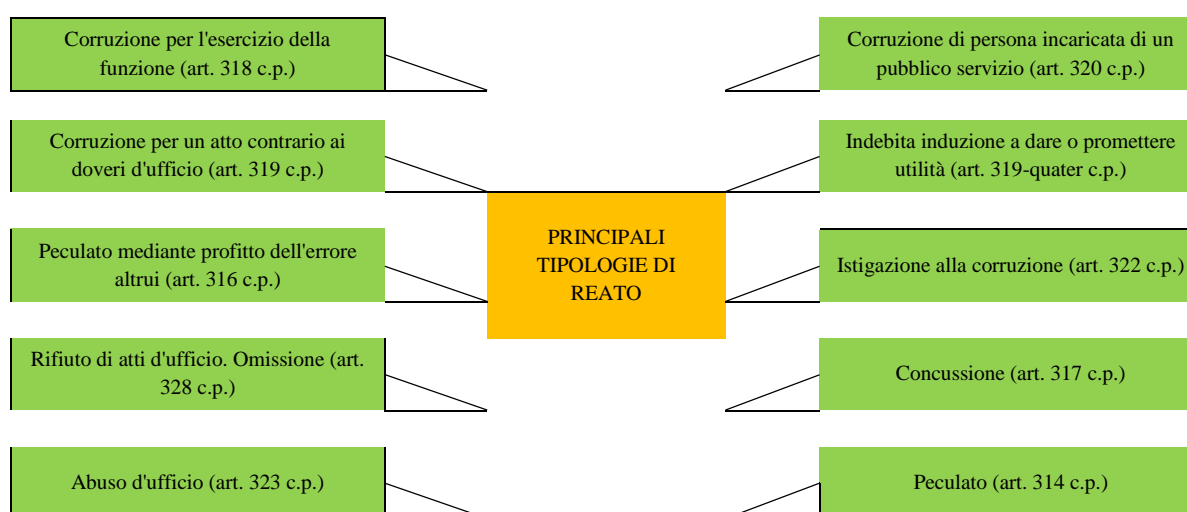 Corruzione per l'esercizio della
funzione (art. 318 c.p.)
Corruzione di persona incaricata di un
pubblico servizio (art. 320 c.p.)
Corruzione per un atto contrario ai
doveri d'ufficio (art. 319 c.p.)
Indebita induzione a dare o promettere
utilità (art. 319-quater c.p.)
PRINCIPALI
TIPOLOGIE DI
REATO
Peculato mediante profitto dell'errore
altrui (art. 316 c.p.)
Istigazione alla corruzione (art. 322 c.p.)
Rifiuto di atti d'ufficio. Omissione (art.
328 c.p.)
Concussione (art. 317 c.p.)
Abuso d'ufficio (art. 323 c.p.)
Peculato (art. 314 c.p.)